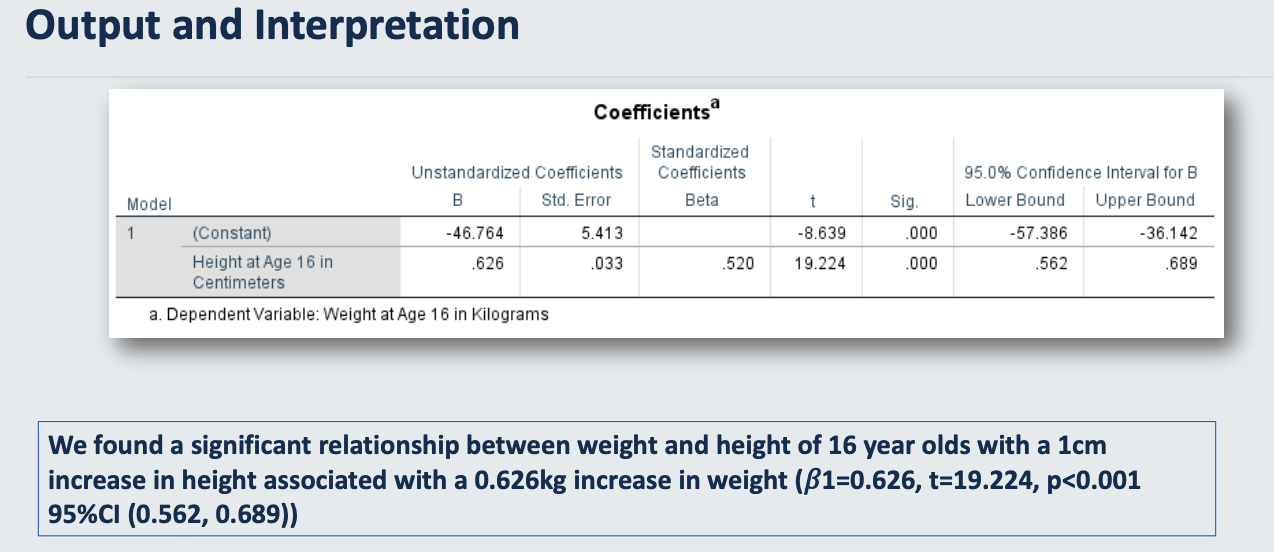 Output and Interpretation
Coefficientsa
Standardized
Unstandardized Coefficients Coefficients 95.0% Confidence Interval for B
Model B Std. Error Beta t Sig. Lower Bound Upper Bound
1 (Constant) -46.764 5.413 -8.639 .000 -57.386 -36.142
Height at Age 16 in .626 .033 .520 19.224 .000 .562 .689
Centimeters
a. Dependent Variable: Weight at Age 16 in Kilograms
We found a significant relationship between weight and height of 16 year olds with a 1cm
increase in height associated with a 0.626kg increase in weight (β1=0.626, t=19.224, p<0.001
95%CI (0.562, 0.689))